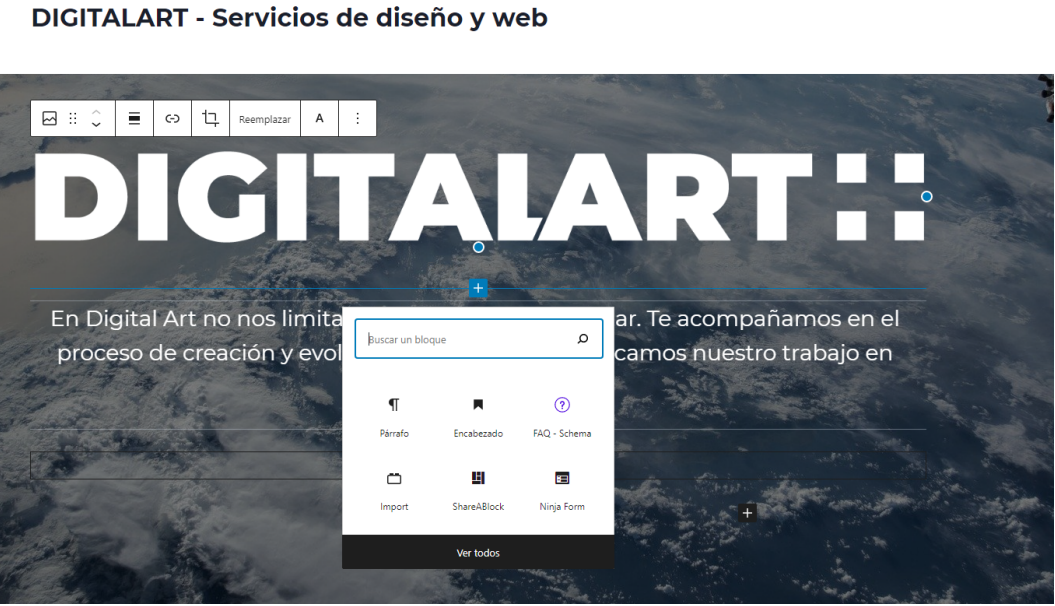 DIGITALART - Servicios de diseño y web
Reemplazar
A
DIGITALART
En Digital Art no nos limita
ar. Te acompañamos en el
Buscar un bloque
proceso de creación y evol
camos nuestro trabajo en
Párrafo
Encabezado
FAQ - Schema
Import
ShareABlock
Ninja Form
Ver todos